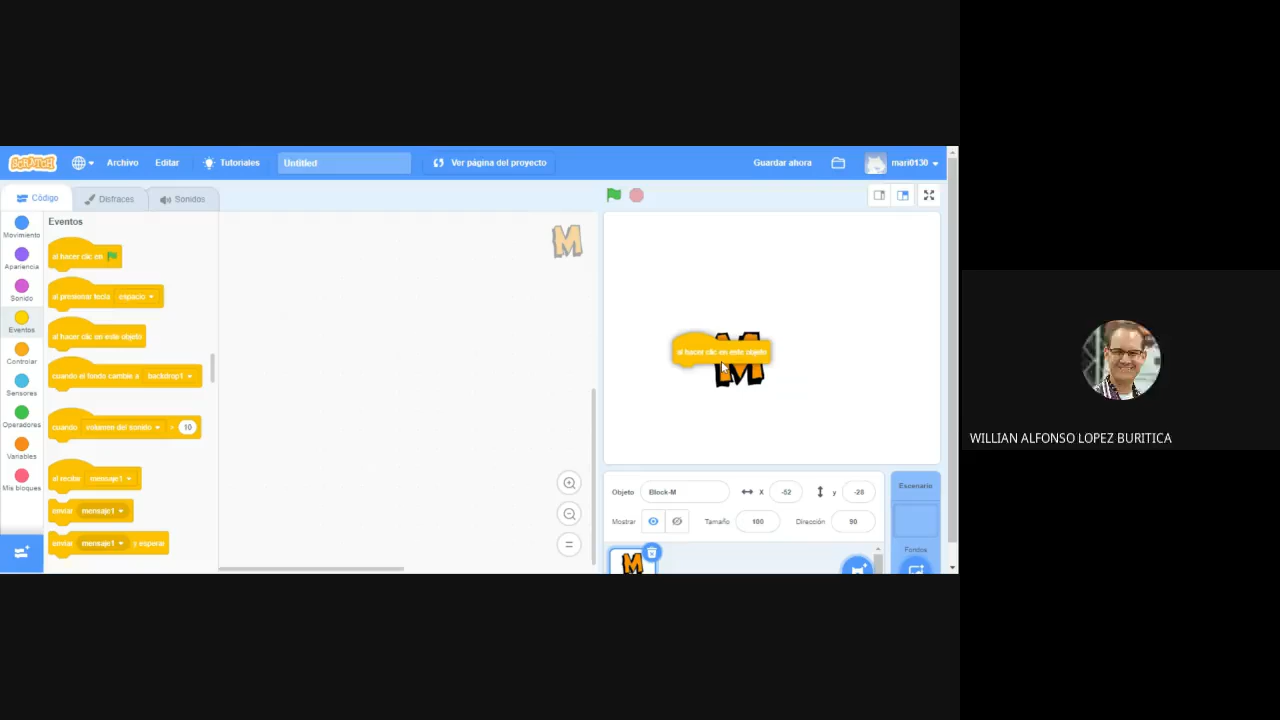 SCRATCH
Archivo
Editar
Tutoriales
Untitled
Ver página del proyecto
Guardar ahora
mari0130
Código
Disfraces
Sonidos
Movimiento
Apariencia
Sonido
Eventos
Controlar
Sensores
Operadores
Variables
Mis bloques
Eventos
al hacer clic en
al presionar tecla espacio
al hacer clic en este objeto
cuando el fondo cambie a backdrop1
cuando volumen del sonido > 10
al recibir mensaje1
enviar mensaje1
enviar mensaje1 y esperar
M
al hacer clic en este objeto
M
Objeto Block-M x -52 y -28
Mostrar Tamaño 100 Dirección 90
M
Escenario
Fondos
WILLIAN ALFONSO LOPEZ BURITICA